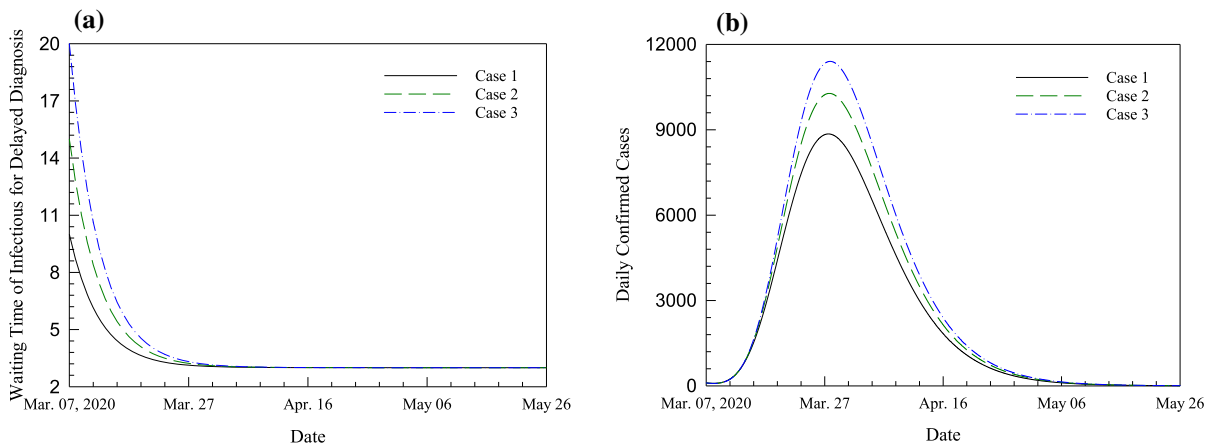 (a)
Waiting Time of Infectious for Delayed Diagnosis
20
17
14
11
8
5
2
Case 1
Case 2
Case 3
Mar. 07, 2020
Mar. 27
Apr. 16
May 06
May 26
Date
(b)
Daily Confirmed Cases
12000
9000
6000
3000
0
Case 1
Case 2
Case 3
Mar. 07, 2020
Mar. 27
Apr. 16
May 06
May 26
Date